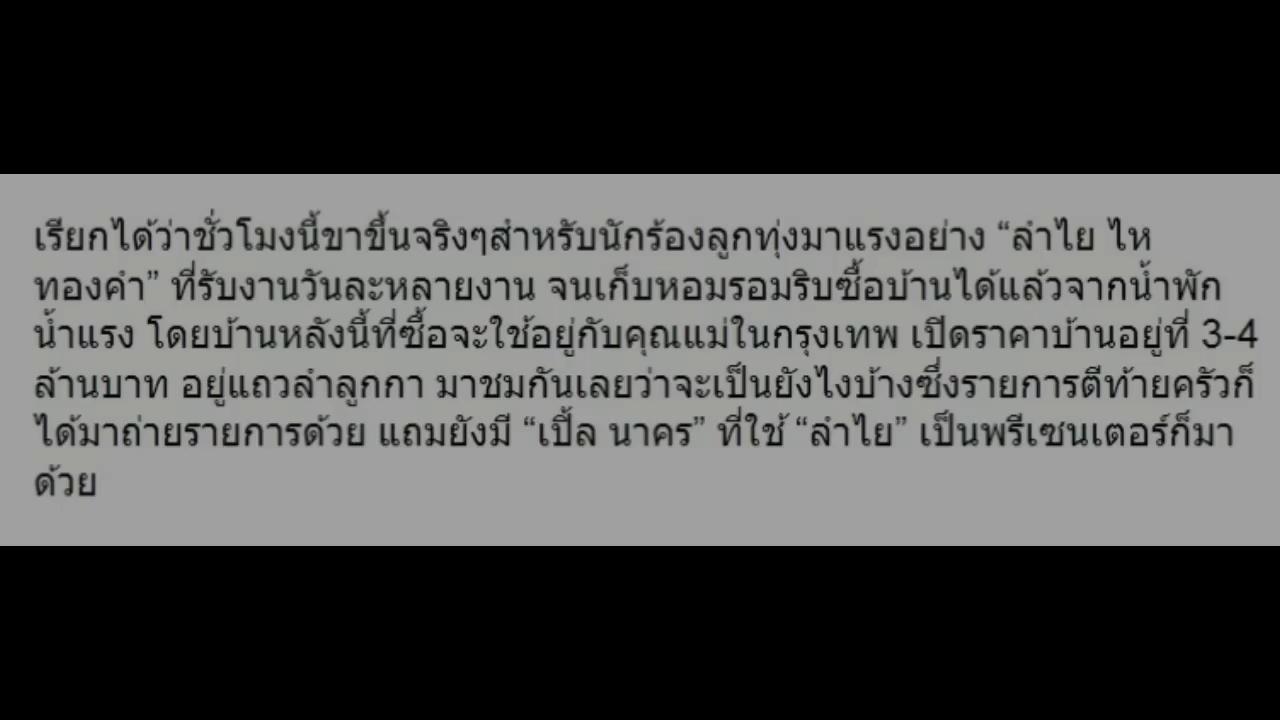 เรียกได้ว่าชั่วโมงนี้ขาขึ้นจริงๆสำหรับนักร้องลูกทุ่งมาแรงอย่าง “ลำไย ไห
ทองคำ” ที่รับงานวันละหลายงาน จนเก็บหอมรอมริบซื้อบ้านได้แล้วจากน้ำพัก
น้ำแรง โดยบ้านหลังนี้ที่ซื้อจะใช้อยู่กับคุณแม่ในกรุงเทพ เปิดราคาบ้านอยู่ที่ 3-4
ล้านบาท อยู่แถวลำลูกกา มาชมกันเลยว่าจะเป็นยังไงบ้างซึ่งรายการตีท้ายครัวก็
ได้มาถ่ายรายการด้วย แถมยังมี “เปิ้ล นาคร” ที่ใช้ “ลำไย” เป็นพรีเซนเตอร์ก็มา
ด้วย